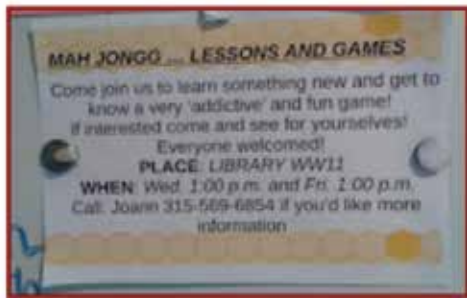 MAH JONGG ... LESSONS AND GAMES
Come join us to learn something new and get to
know a very 'addictive' and fun game!
If interested come and see for yourselves!
Everyone welcomed!
PLACE: LIBRARY WW11
WHEN: Wed. 1:00 p.m. and Fri. 1:00 p.m.
Call: Joann 315-569-6854 if you'd like more
information